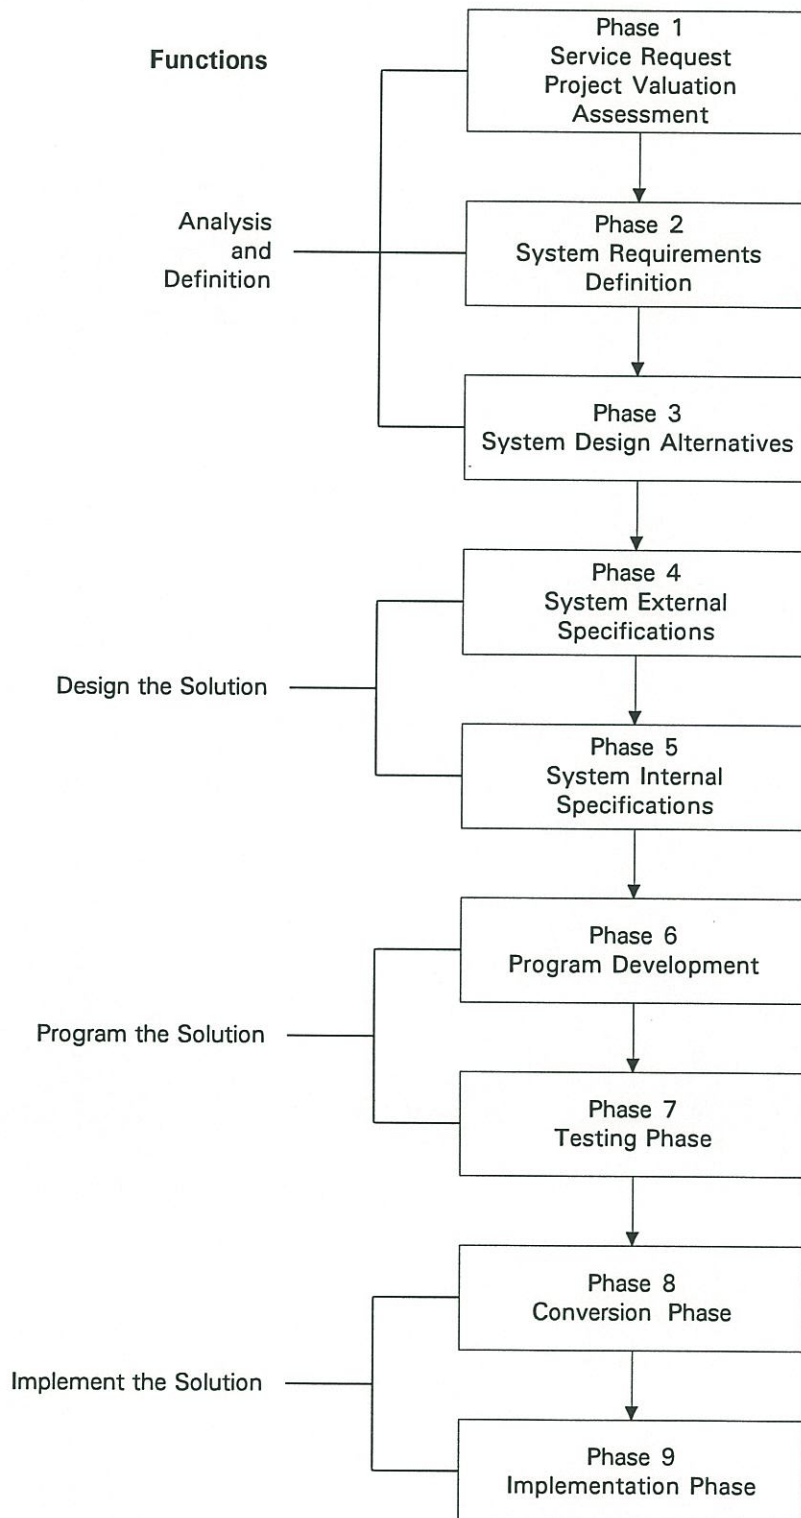 Functions
Phase 1
Service Request
Project Valuation
Assessment
Analysis
and
Definition
Phase 2
System Requirements
Definition
Phase 3
System Design Alternatives
Design the Solution
Phase 4
System External
Specifications
Phase 5
System Internal
Specifications
Program the Solution
Phase 6
Program Development
Phase 7
Testing Phase
Implement the Solution
Phase 8
Conversion Phase
Phase 9
Implementation Phase